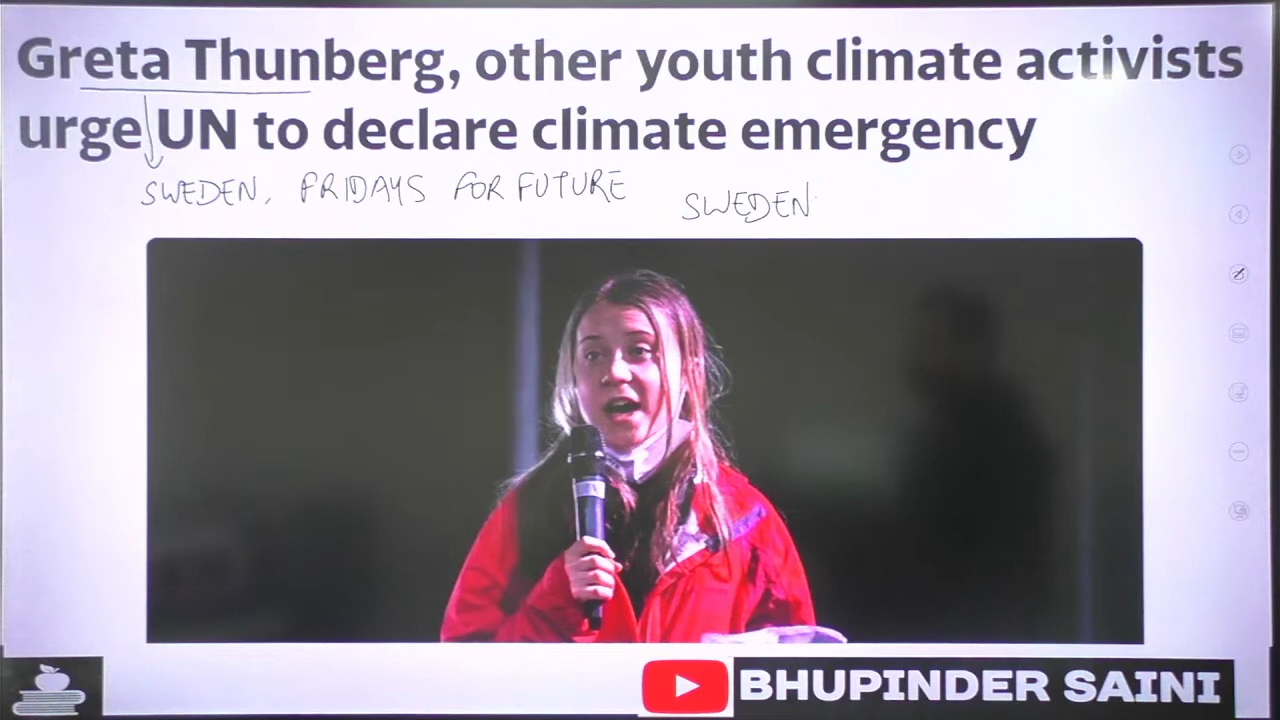 Greta Thunberg, other youth climate activists
urge UN to declare climate emergency
SWEDEN, FRIDAYS FOR FUTURE SWEDEN
BHUPINDER SAINI